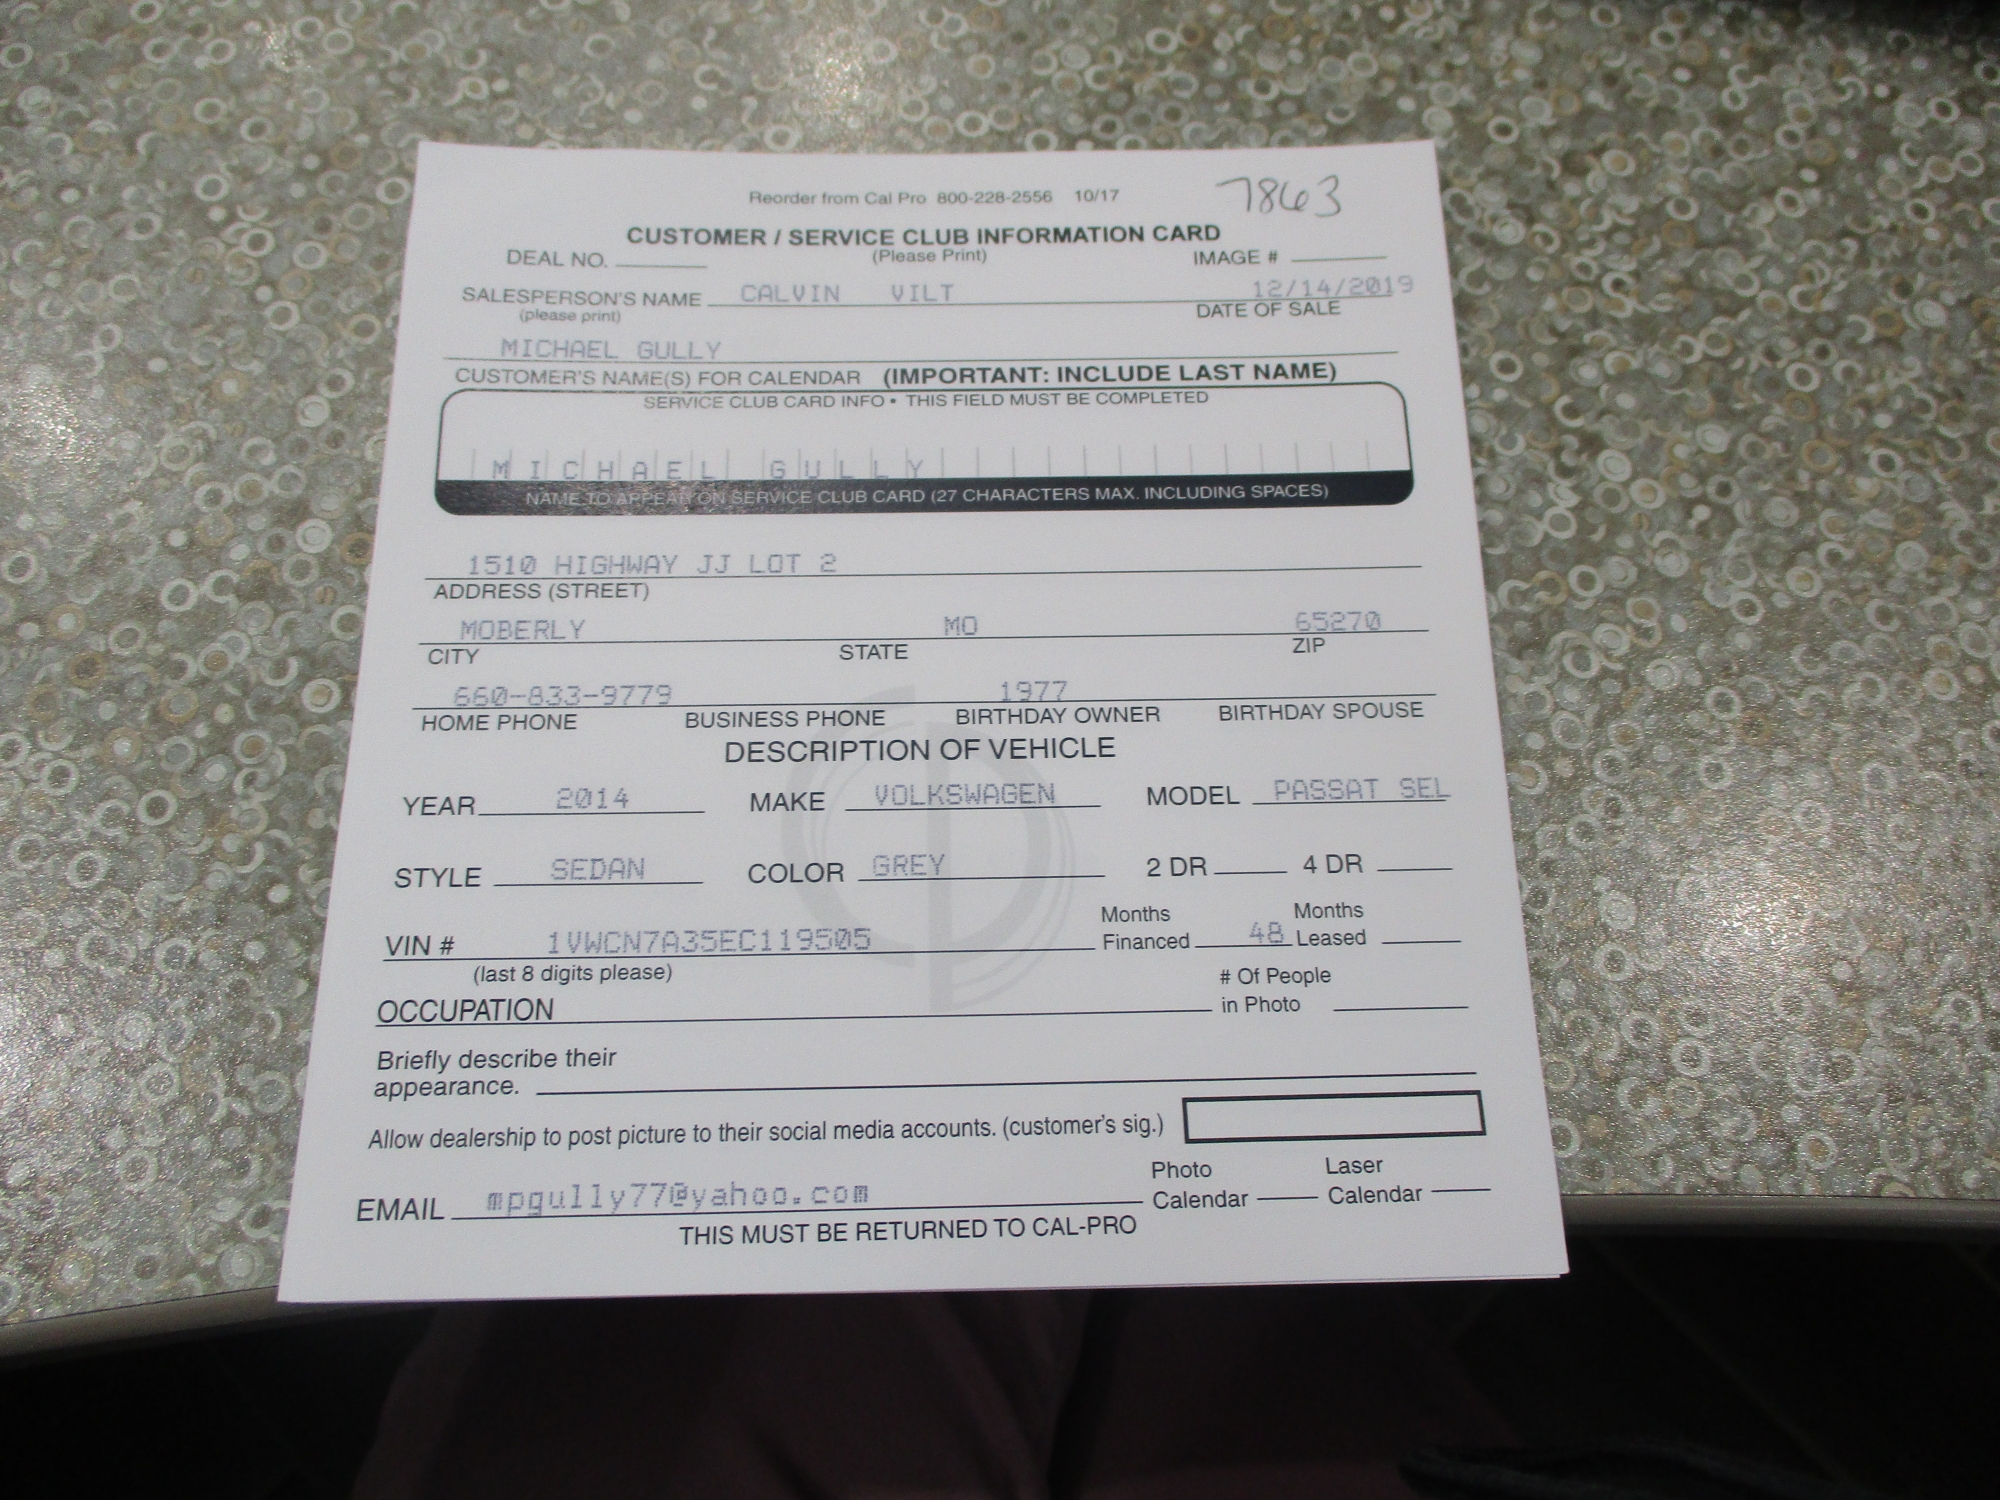 Reorder from Cal Pro 800-228-2556 10/17 7863
CUSTOMER / SERVICE CLUB INFORMATION CARD
DEAL NO. (Please Print) IMAGE #
SALESPERSON'S NAME CALVIN VILT 12/14/2019
(please print) DATE OF SALE
MICHAEL GULLY
CUSTOMER'S NAME(S) FOR CALENDAR (IMPORTANT: INCLUDE LAST NAME)
SERVICE CLUB CARD INFO • THIS FIELD MUST BE COMPLETED
MICHAEL GULLY
NAME TO APPEAR ON SERVICE CLUB CARD (27 CHARACTERS MAX. INCLUDING SPACES)
1510 HIGHWAY JJ LOT 2
ADDRESS (STREET)
MOBERLY MO 65270
CITY STATE ZIP
660-833-9779 1977
HOME PHONE BUSINESS PHONE BIRTHDAY OWNER BIRTHDAY SPOUSE
DESCRIPTION OF VEHICLE
YEAR 2014 MAKE VOLKSWAGEN MODEL PASSAT SEL
STYLE SEDAN COLOR GREY 2 DR 4 DR
Months Months
VIN # 1VWCN7A35EC119505 Financed 48 Leased
(last 8 digits please) # Of People
OCCUPATION in Photo
Briefly describe their
appearance.
Allow dealership to post picture to their social media accounts. (customer's sig.)
Photo Laser
EMAIL mpgully77@yahoo.com Calendar Calendar
THIS MUST BE RETURNED TO CAL-PRO